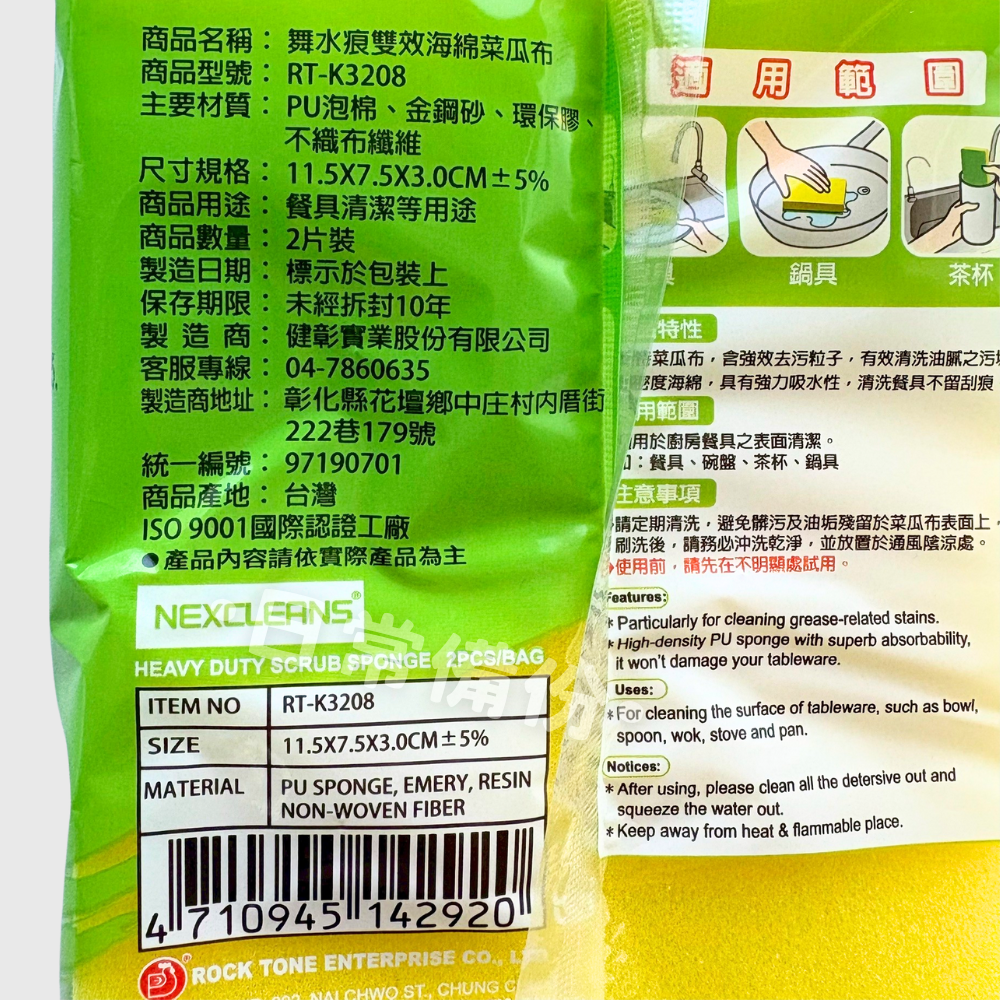 商品名稱： 舞水痕雙效海綿菜瓜布
商品型號： RT-K3208
主要材質： PU泡棉、金鋼砂、環保膠、
不織布纖維
尺寸規格： 11.5X7.5X3.0CM±5%
商品用途： 餐具清潔等用途
商品數量： 2片裝
製造日期： 標示於包裝上
保存期限： 未經拆封10年
製 造 商： 健彰實業股份有限公司
客服專線： 04-7860635
製造商地址： 彰化縣花壇鄉中庄村內厝街
222巷179號
統一編號： 97190701
商品產地： 台灣
ISO 9001國際認證工廠
●產品內容請依實際產品為主
NEXCLEANS®
HEAVY DUTY SCRUB SPONGE 2PCS/BAG
ITEM NO RT-K3208
SIZE 11.5X7.5X3.0CM±5%
MATERIAL PU SPONGE, EMERY, RESIN
NON-WOVEN FIBER
4 710945 142920
ROCK TONE ENTERPRISE CO.,
NAI CHWO ST., CHUNG
日常備份
適用範圍
具 鍋具 茶杯
特性
菜瓜布，含強效去污粒子，有效清洗油膩之污
密度海綿，具有強力吸水性，清洗餐具不留刮痕
用範圍
用於廚房餐具之表面清潔。
：餐具、碗盤、茶杯、鍋具
注意事項
請定期清洗，避免髒污及油垢殘留於菜瓜布表面上，
刷洗後，請務必沖洗乾淨，並放置於通風陰涼處。
使用前，請先在不明顯處試用。
Features:
* Particularly for cleaning grease-related stains.
* High-density PU sponge with superb absorbability,
it won't damage your tableware.
Uses:
* For cleaning the surface of tableware, such as bowl,
spoon, wok, stove and pan.
Notices:
* After using, please clean all the detersive out and
squeeze the water out.
* Keep away from heat & flammable place.